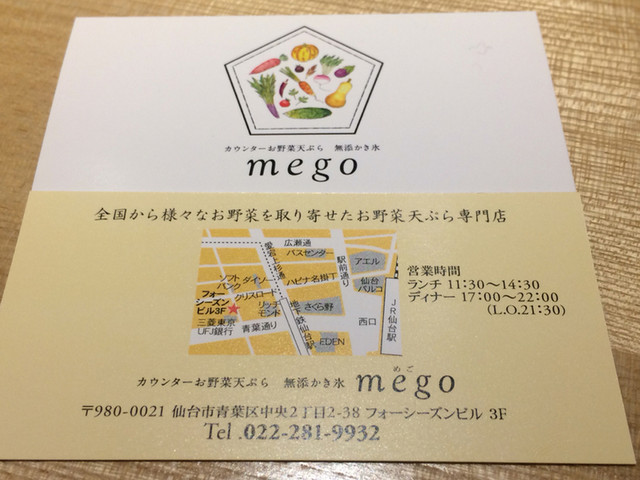 カウンターお野菜天ぷら　無添かき氷
mego
全国から様々なお野菜を取り寄せたお野菜天ぷら専門店
広瀬通
バスセンター
愛宕上杉通
駅前通り
アエル
ソフトバンク
ダイソー
ハピナ名掛丁
仙台パルコ
フォーシーズンビル3F
クリスロード
リッチモンド
さくら野
地下鉄仙台駅
西口
JR仙台駅
三菱東京UFJ銀行
青葉通り
EDEN
営業時間
ランチ 11:30～14:30
ディナー 17:00～22:00
(L.O.21:30)
めご
カウンターお野菜天ぷら　無添かき氷 mego
〒980-0021 仙台市青葉区中央2丁目2-38 フォーシーズンビル 3F
Tel .022-281-9932